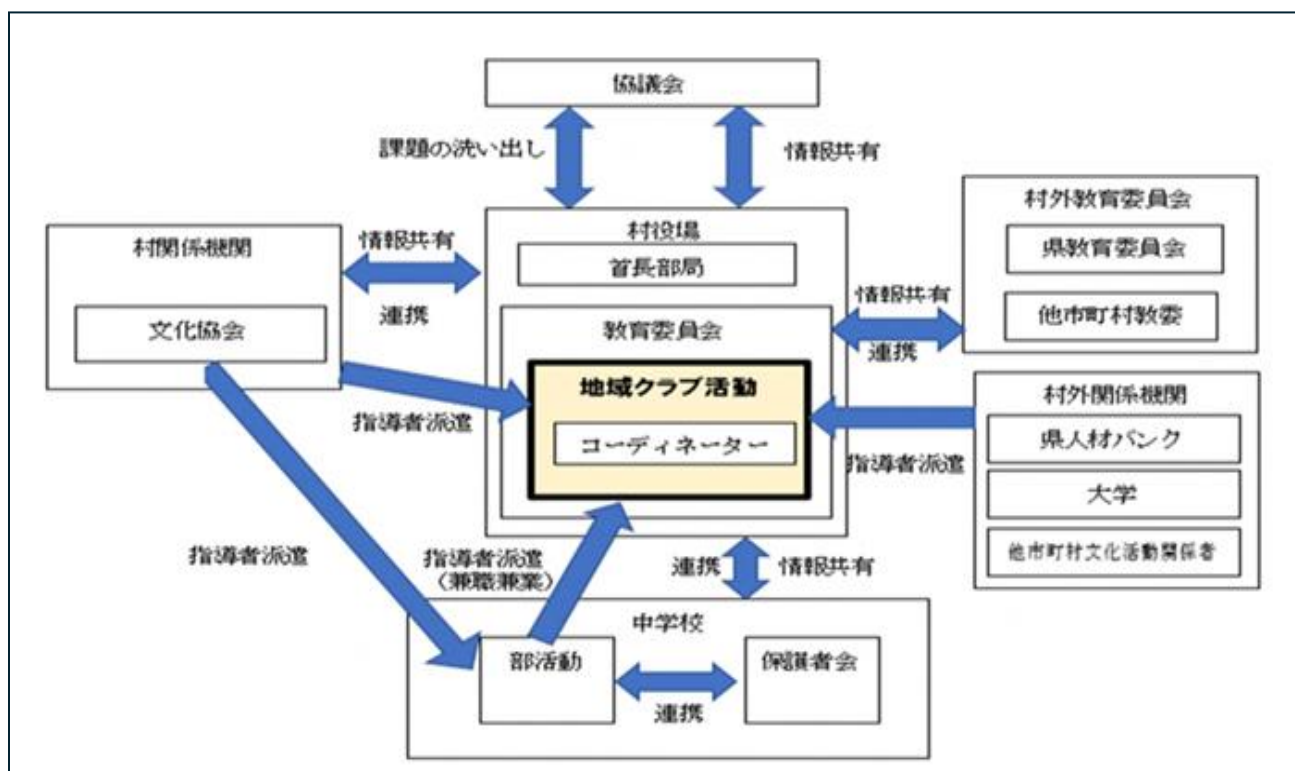 協議会
課題の洗い出し
情報共有
村役場
首長部局
村関係機関
文化協会
情報共有
連携
村外教育委員会
県教育委員会
他市町村教委
情報共有
連携
教育委員会
地域クラブ活動
コーディネーター
指導者派遣
村外関係機関
県人材バンク
大学
他市町村文化活動関係者
指導者派遣
指導者派遣
指導者派遣
（兼職兼業）
連携
情報共有
中学校
部活動
保護者会
連携